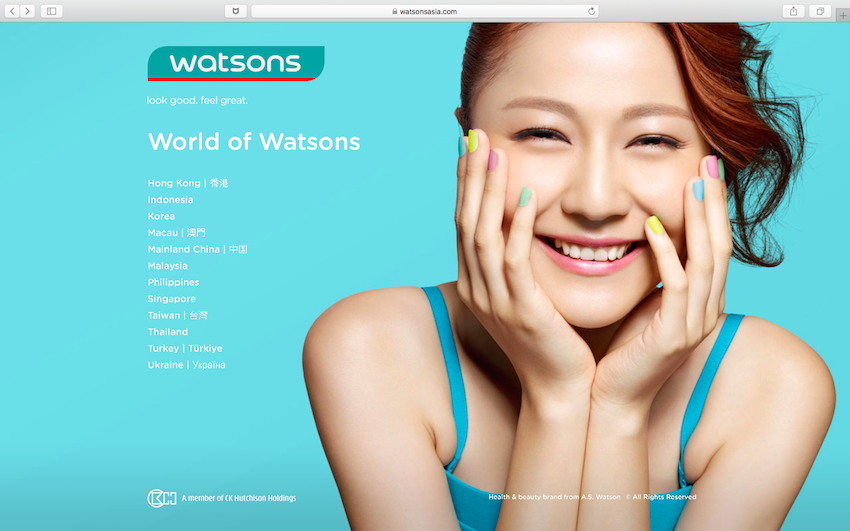 watsonsasia.com
watsons
look good. feel great.
World of Watsons
Hong Kong | 香港
Indonesia
Korea
Macau | 澳門
Mainland China | 中国
Malaysia
Philippines
Singapore
Taiwan | 台灣
Thailand
Turkey | Türkiye
Ukraine | Україна
CKH A member of CK Hutchison Holdings
Health & beauty brand from A.S. Watson © All Rights Reserved